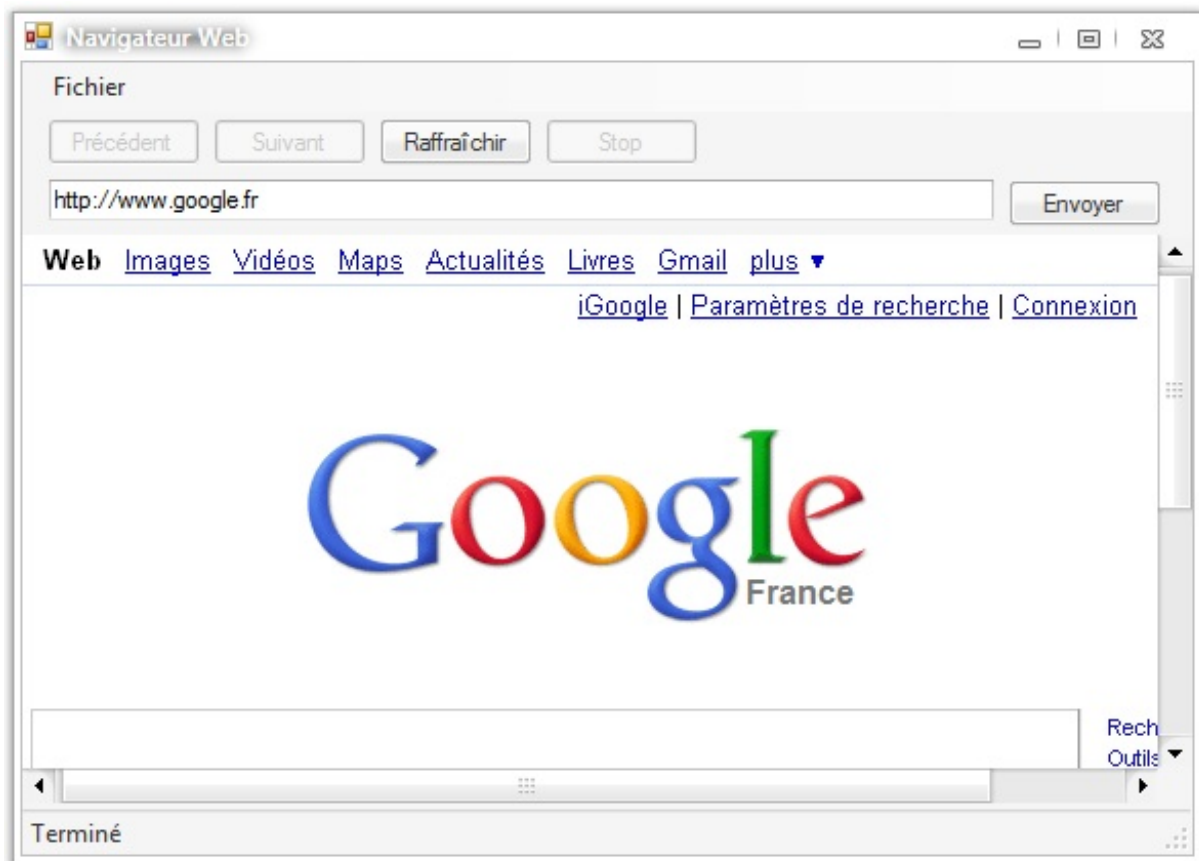 Navigateur Web
Fichier
Précédent Suivant Raffraîchir Stop
http://www.google.fr Envoyer
Web Images Vidéos Maps Actualités Livres Gmail plus ▼
iGoogle | Paramètres de recherche | Connexion
Google
France
Rech
Outils
Terminé